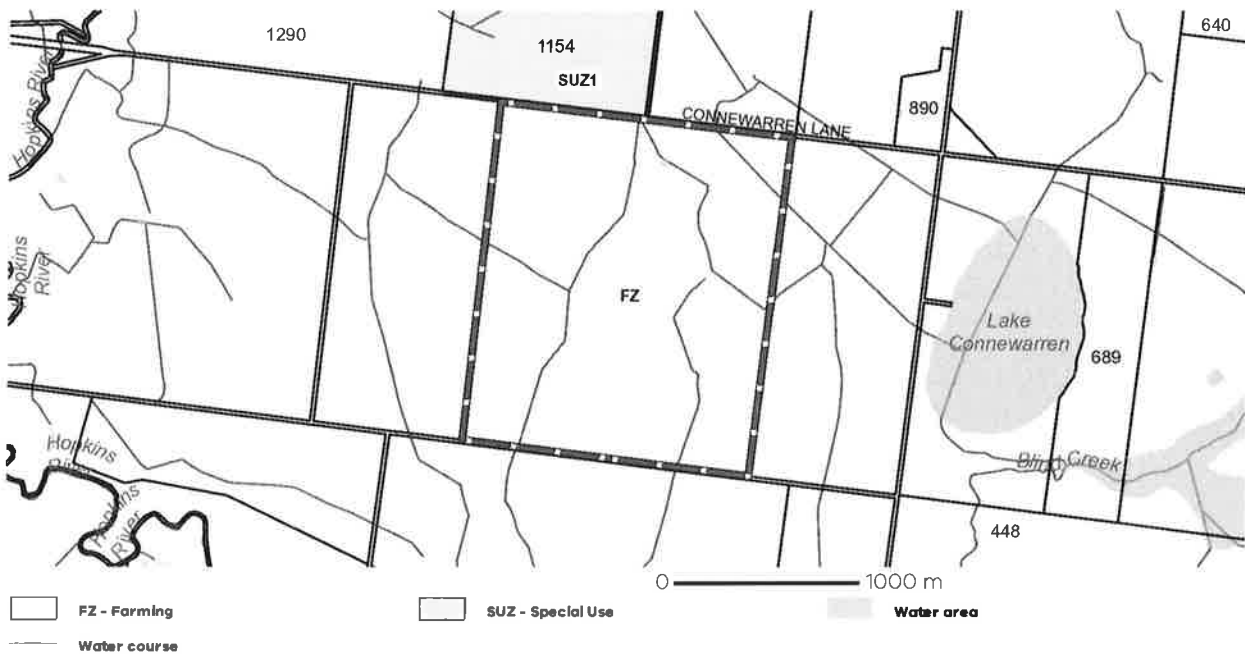 1290
1154
SUZ1
640
890
CONNEWARREN LANE
Hopkins River
Hopkins
River
FZ
Lake
Connewarren
689
Hopkins
River
Hopkins
River
Blind Creek
448
0 1000 m
FZ - Farming
SUZ - Special Use
Water area
Water course